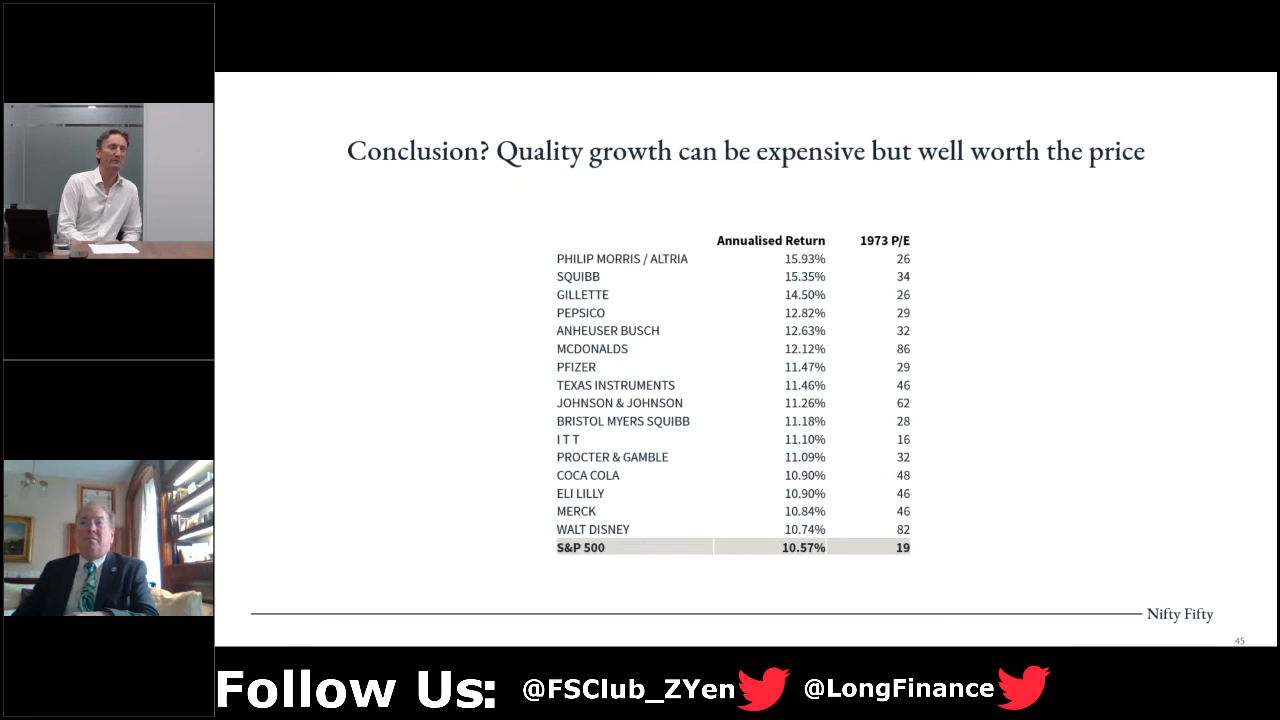 Conclusion? Quality growth can be expensive but well worth the price
Annualised Return 1973 P/E
PHILIP MORRIS / ALTRIA 15.93% 26
SQUIBB 15.35% 34
GILLETTE 14.50% 26
PEPSICO 12.82% 29
ANHEUSER BUSCH 12.63% 32
MCDONALDS 12.12% 86
PFIZER 11.47% 29
TEXAS INSTRUMENTS 11.46% 46
JOHNSON & JOHNSON 11.26% 62
BRISTOL MYERS SQUIBB 11.18% 28
I T T 11.10% 16
PROCTER & GAMBLE 11.09% 32
COCA COLA 10.90% 48
ELI LILLY 10.90% 46
MERCK 10.84% 46
WALT DISNEY 10.74% 82
S&P 500 10.57% 19
Nifty Fifty
45
Follow Us: @FSClub_ZYen @LongFinance